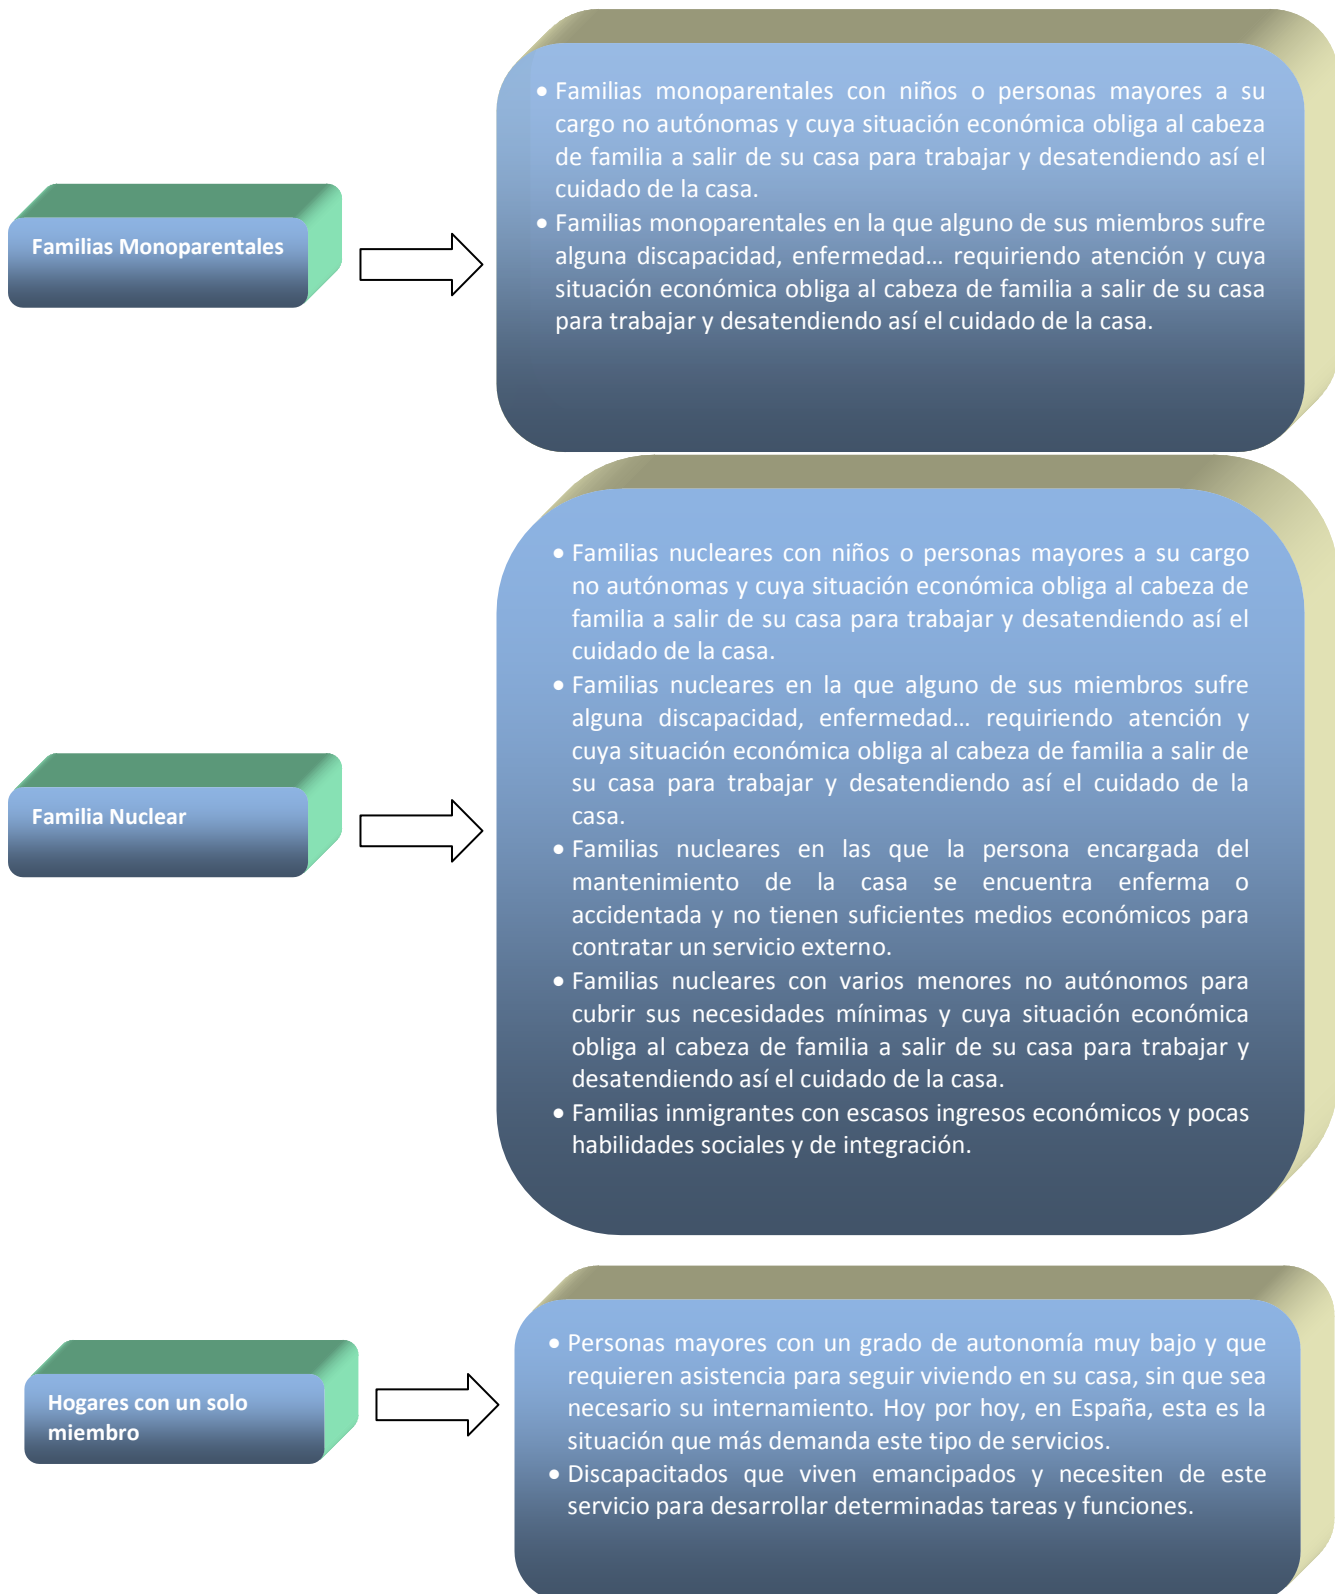 Familias Monoparentales
• Familias monoparentales con niños o personas mayores a su
cargo no autónomas y cuya situación económica obliga al cabeza
de familia a salir de su casa para trabajar y desatendiendo así el
cuidado de la casa.
• Familias monoparentales en la que alguno de sus miembros sufre
alguna discapacidad, enfermedad... requiriendo atención y cuya
situación económica obliga al cabeza de familia a salir de su casa
para trabajar y desatendiendo así el cuidado de la casa.
Familia Nuclear
• Familias nucleares con niños o personas mayores a su cargo
no autónomas y cuya situación económica obliga al cabeza de
familia a salir de su casa para trabajar y desatendiendo así el
cuidado de la casa.
• Familias nucleares en la que alguno de sus miembros sufre
alguna discapacidad, enfermedad... requiriendo atención y
cuya situación económica obliga al cabeza de familia a salir de
su casa para trabajar y desatendiendo así el cuidado de la
casa.
• Familias nucleares en las que la persona encargada del
mantenimiento de la casa se encuentra enferma o
accidentada y no tienen suficientes medios económicos para
contratar un servicio externo.
• Familias nucleares con varios menores no autónomos para
cubrir sus necesidades mínimas y cuya situación económica
obliga al cabeza de familia a salir de su casa para trabajar y
desatendiendo así el cuidado de la casa.
• Familias inmigrantes con escasos ingresos económicos y pocas
habilidades sociales y de integración.
Hogares con un solo
miembro
• Personas mayores con un grado de autonomía muy bajo y que
requieren asistencia para seguir viviendo en su casa, sin que sea
necesario su internamiento. Hoy por hoy, en España, esta es la
situación que más demanda este tipo de servicios.
• Discapacitados que viven emancipados y necesiten de este
servicio para desarrollar determinadas tareas y funciones.